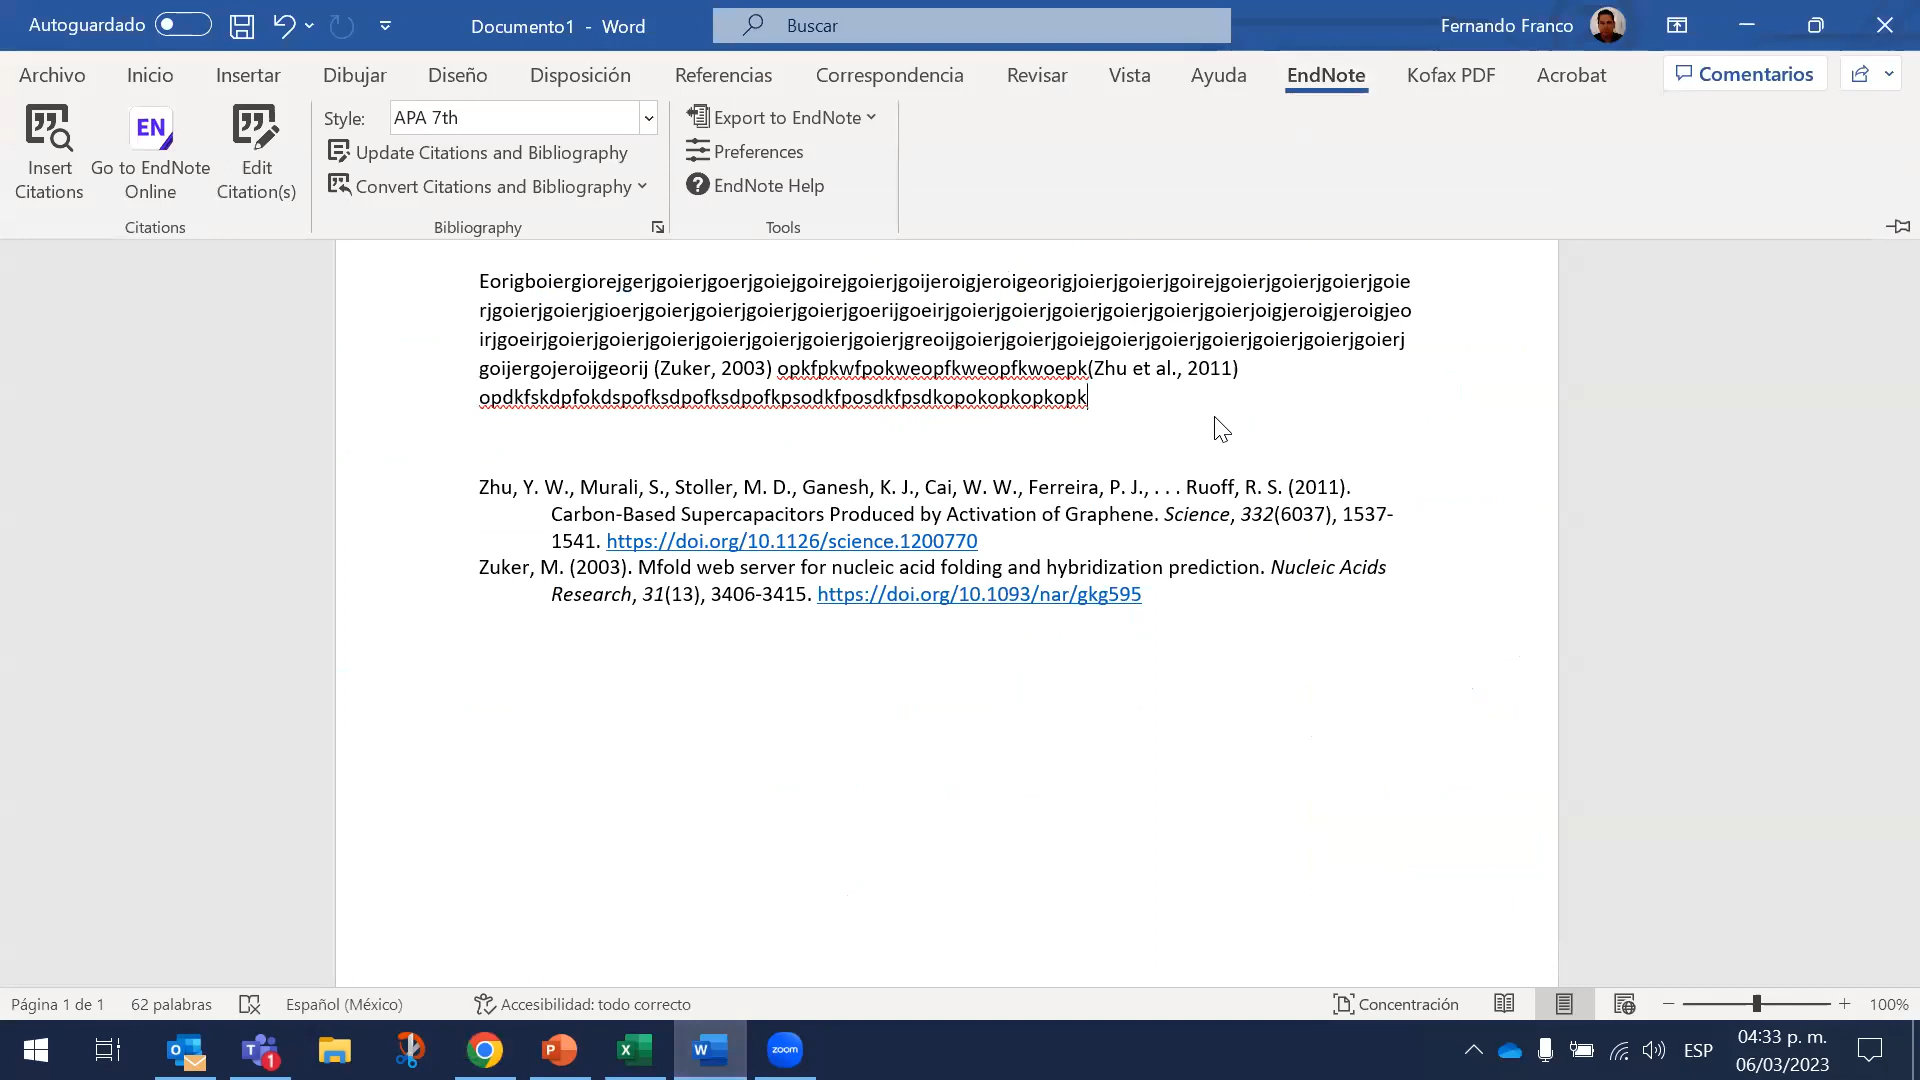 Autoguardado
Documento1 - Word
Buscar
Fernando Franco
Archivo Inicio Insertar Dibujar Diseño Disposición Referencias Correspondencia Revisar Vista Ayuda EndNote Kofax PDF Acrobat
Comentarios
Insert Citations
EN
Go to EndNote Online
Edit Citation(s)
Citations
Style: APA 7th
Update Citations and Bibliography
Convert Citations and Bibliography
Bibliography
Export to EndNote
Preferences
EndNote Help
Tools
Eorigboiergiorejgerjgoierjgoerjgoiejgoirejgoierjgoijeroigjeroigeorigjoierjgoierjgoirejgoierjgoierjgoierjgoie
rjgoierjgoierjgioerjgoierjgoierjgoierjgoierjgoierjgoerijgoeirjgoierjgoierjgoierjgoierjgoierjgoierjoigjeroigjeroigjeo
irjgoeirjgoierjgoierjgoierjgoierjgoierjgoierjgoierjgoierjgreoijgoierjgoierjgoiejgoierjgoierjgoierjgoierjgoierjgoierj
goijergojeroijgeorij (Zuker, 2003) opkfpkwfpokweopfkweopfkwoepk(Zhu et al., 2011)
opdkfskdpfokdspofksdpofksdpofkpsodkfposdkfpsdkopokopkopkopk
Zhu, Y. W., Murali, S., Stoller, M. D., Ganesh, K. J., Cai, W. W., Ferreira, P. J., . . . Ruoff, R. S. (2011).
Carbon-Based Supercapacitors Produced by Activation of Graphene. Science, 332(6037), 1537-
1541. https://doi.org/10.1126/science.1200770
Zuker, M. (2003). Mfold web server for nucleic acid folding and hybridization prediction. Nucleic Acids
Research, 31(13), 3406-3415. https://doi.org/10.1093/nar/gkg595
Página 1 de 1 62 palabras Español (México) Accesibilidad: todo correcto Concentración 100%
1
zoom
ESP
04:33 p. m.
06/03/2023